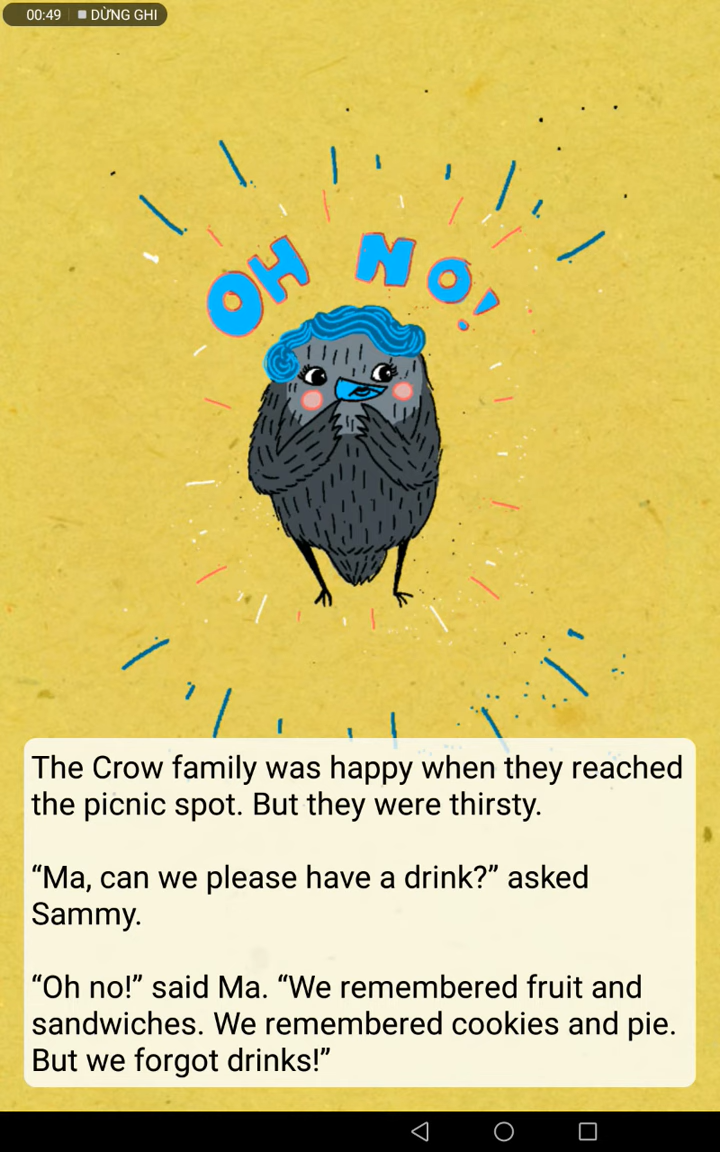 00:49 DỪNG GHI
OH NO!
The Crow family was happy when they reached
the picnic spot. But they were thirsty.
“Ma, can we please have a drink?” asked
Sammy.
“Oh no!” said Ma. “We remembered fruit and
sandwiches. We remembered cookies and pie.
But we forgot drinks!”